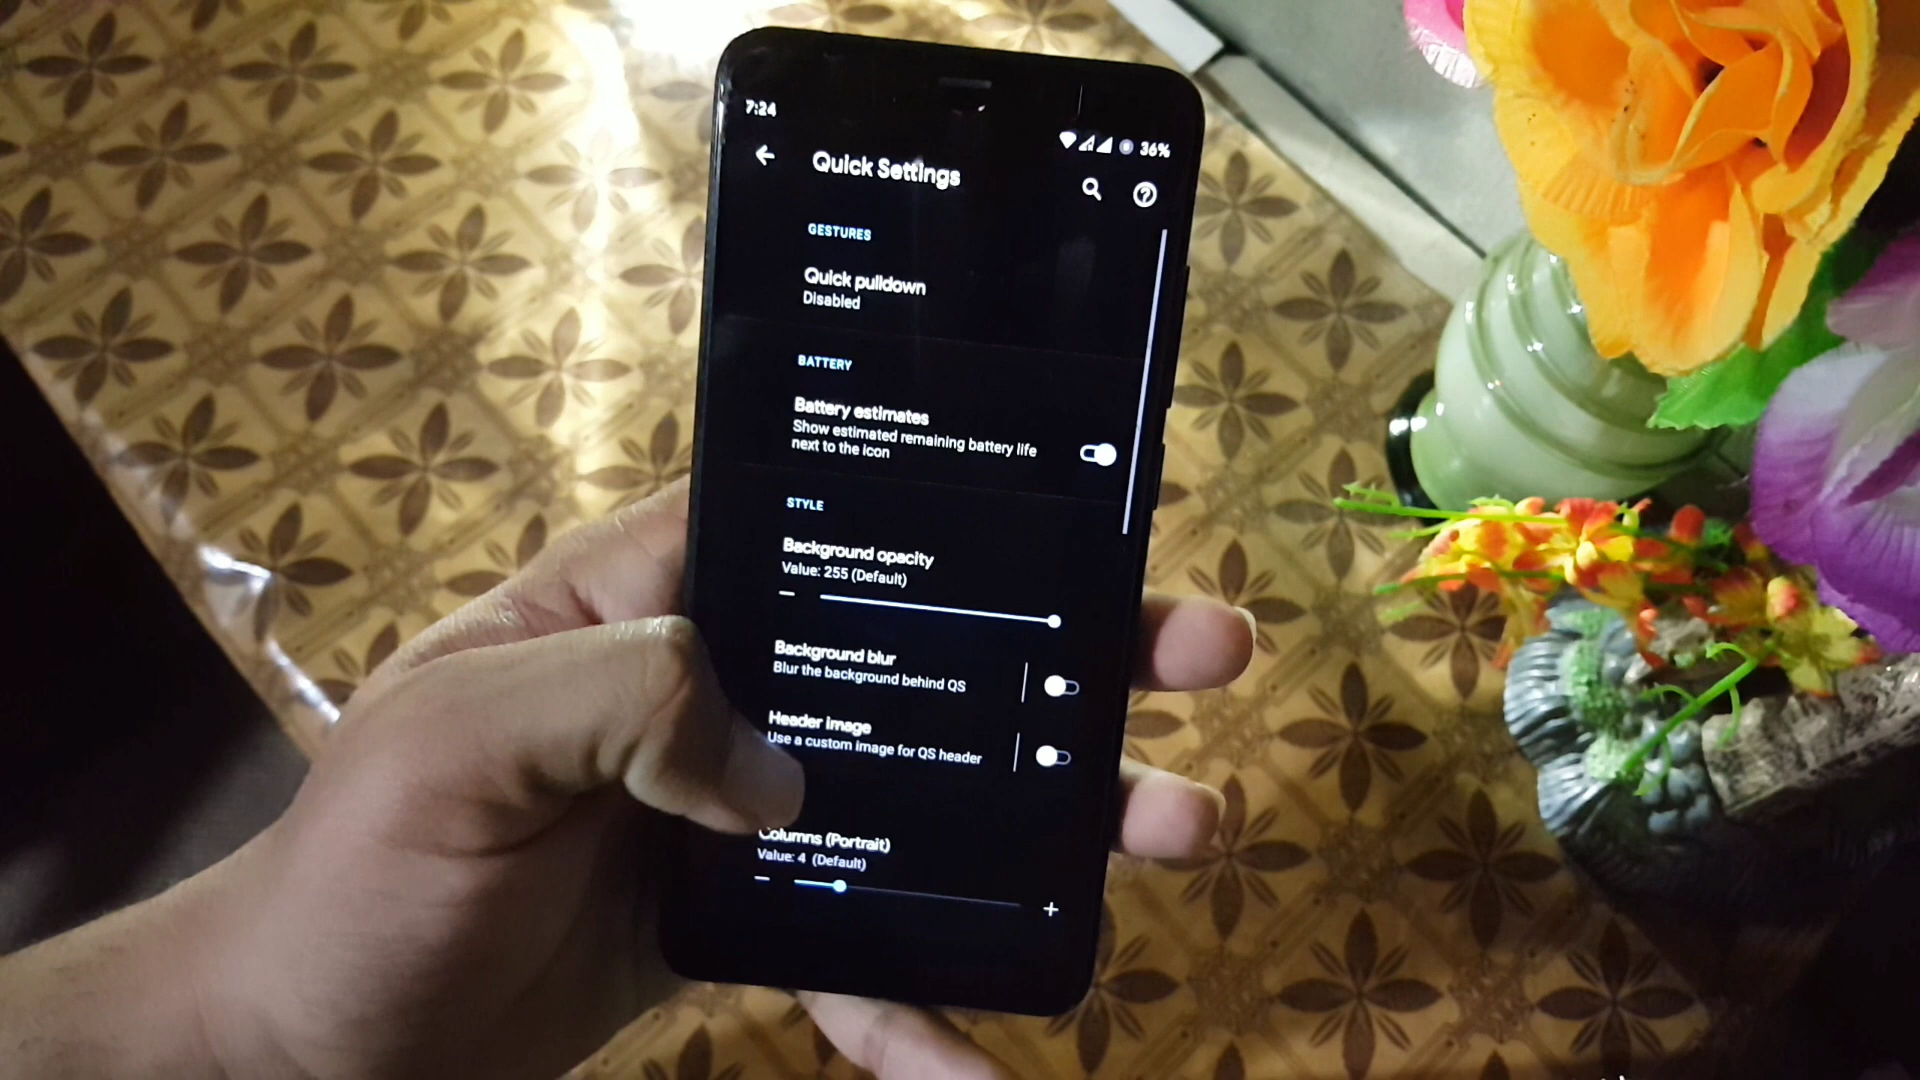 7:24
36%
Quick Settings
GESTURES
Quick pulldown
Disabled
BATTERY
Battery estimates
Show estimated remaining battery life
next to the icon
STYLE
Background opacity
Value: 255 (Default)
Background blur
Blur the background behind QS
Header image
Use a custom image for QS header
Columns (Portrait)
Value: 4 (Default)